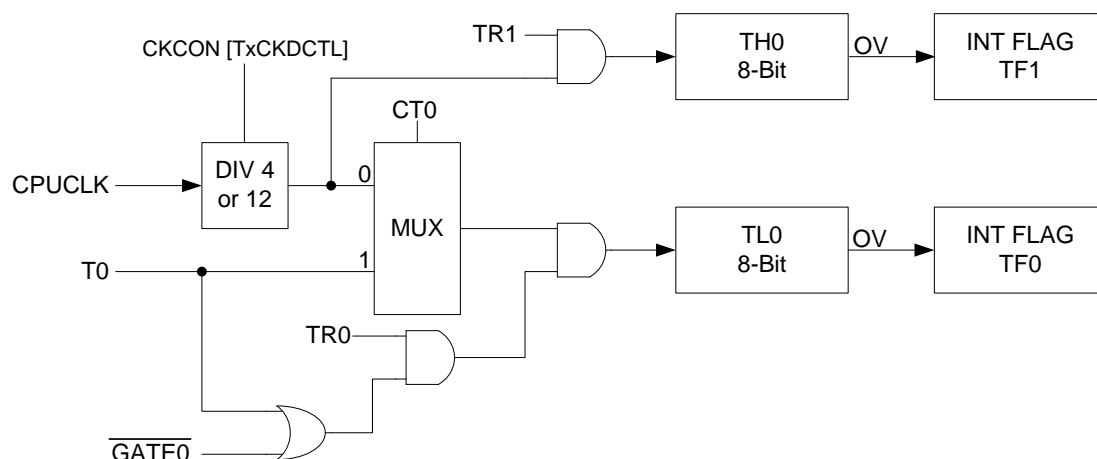 CKCON [TxCKDCTL]
TR1
TH0
8-Bit
OV
INT FLAG
TF1
CT0
CPUCLK
DIV 4
or 12
0
MUX
1
T0
TL0
8-Bit
OV
INT FLAG
TF0
TR0
GATE0